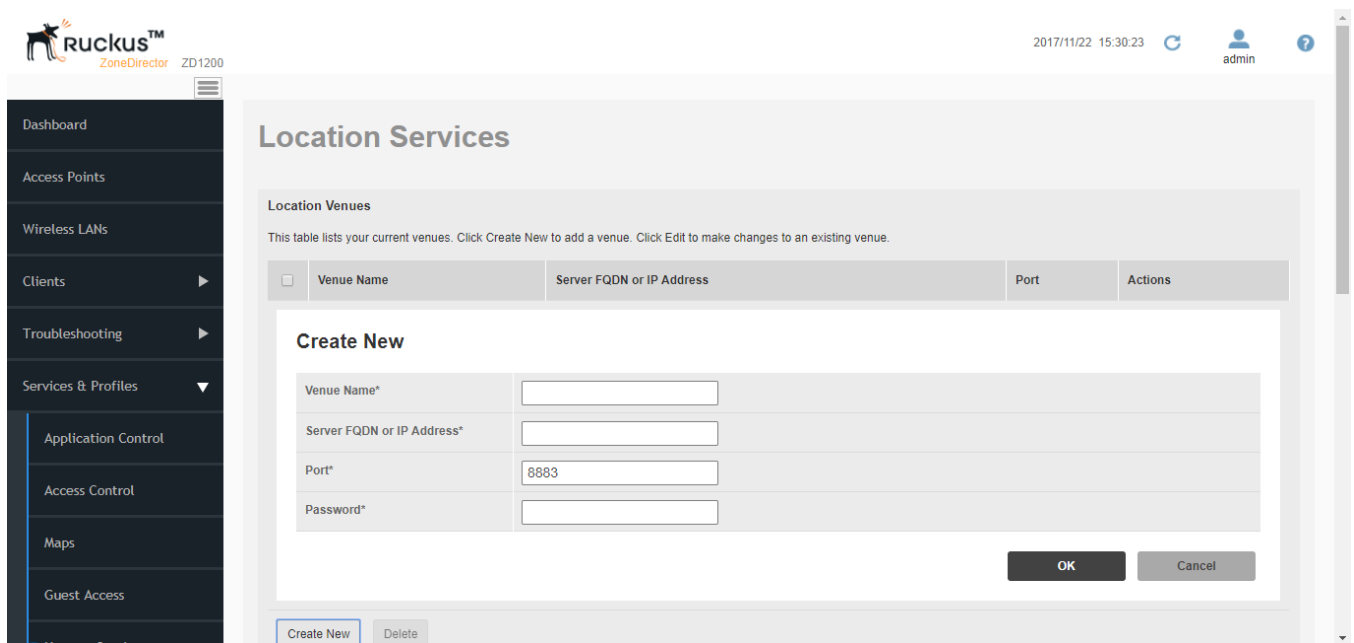 Ruckus™
ZoneDirector ZD1200
2017/11/22 15:30:23
admin
?
Dashboard
Access Points
Wireless LANs
Clients
Troubleshooting
Services & Profiles
Application Control
Access Control
Maps
Guest Access
Location Services
Location Venues
This table lists your current venues. Click Create New to add a venue. Click Edit to make changes to an existing venue.
Venue Name Server FQDN or IP Address Port Actions
Create New
Venue Name*
Server FQDN or IP Address*
Port* 8883
Password*
OK Cancel
Create New Delete